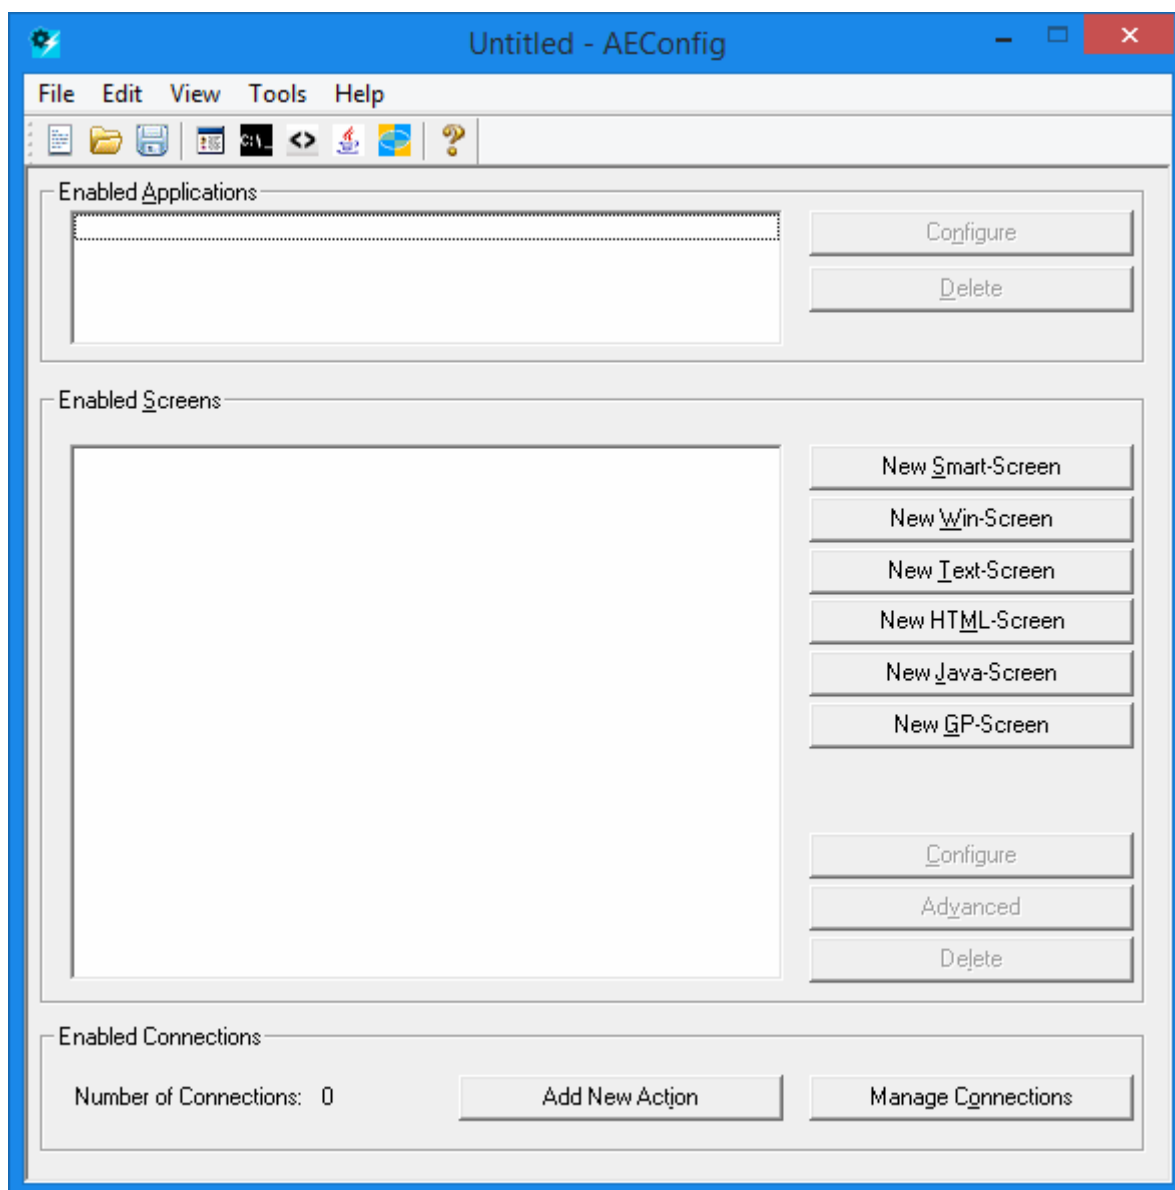 Untitled - AEConfig
File Edit View Tools Help
C:\_ <> ?
Enabled Applications
Configure
Delete
Enabled Screens
New Smart-Screen
New Win-Screen
New Text-Screen
New HTML-Screen
New Java-Screen
New GP-Screen
Configure
Advanced
Delete
Enabled Connections
Number of Connections: 0 Add New Action Manage Connections